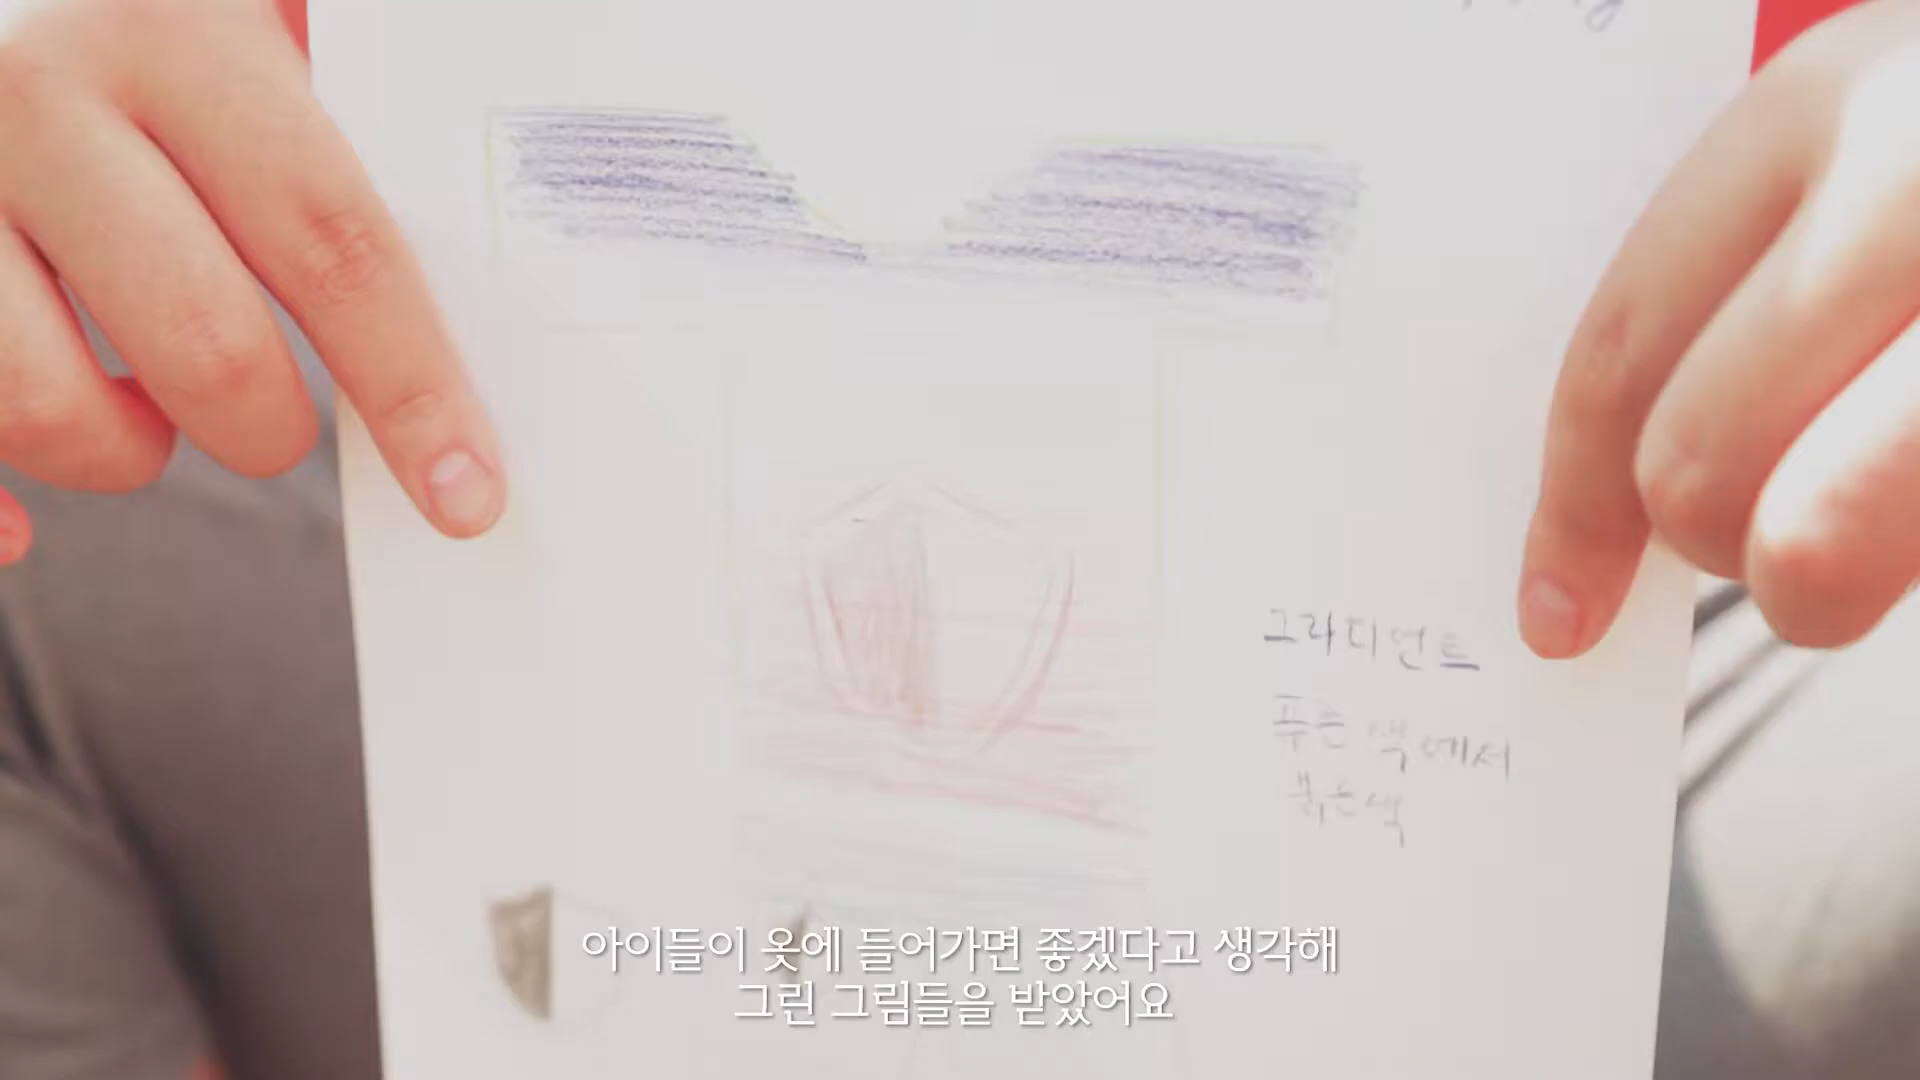 그라디언트
푸른색에서
붉은색
아이들이 옷에 들어가면 좋겠다고 생각해
그린 그림들을 받았어요